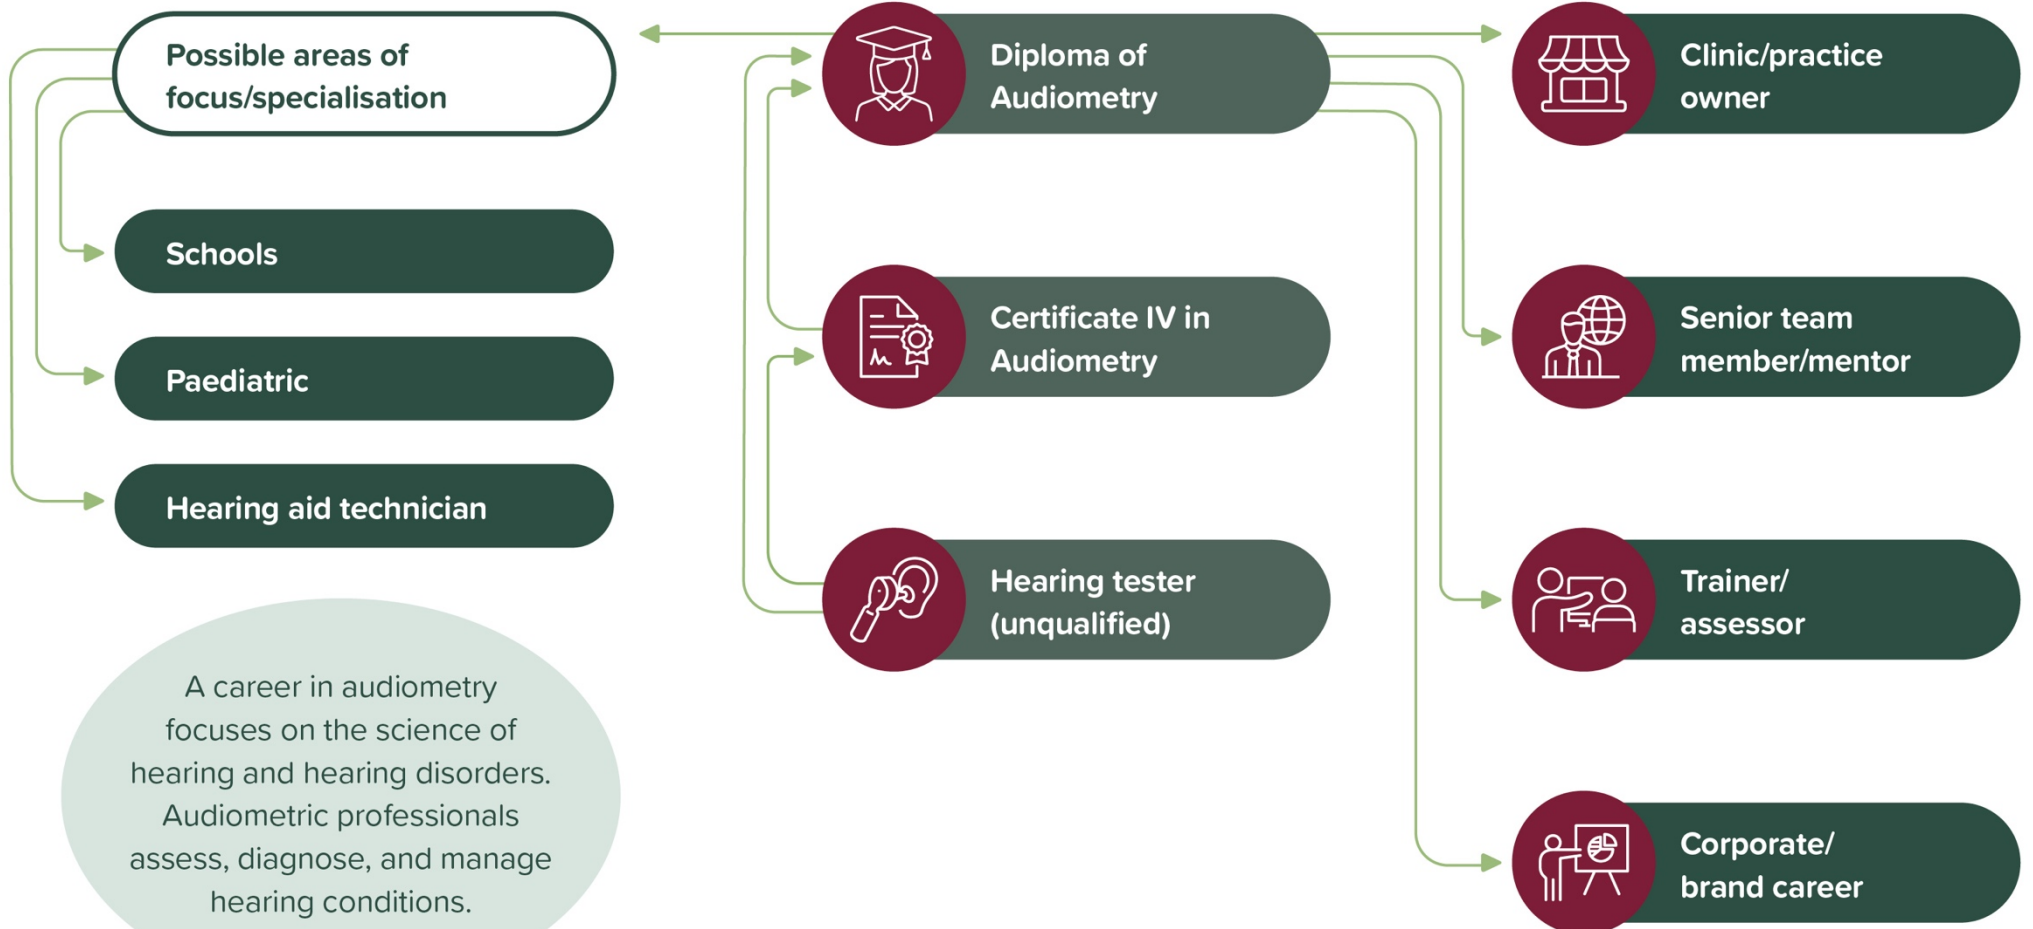 Possible areas of
focus/specialisation
Schools
Paediatric
Hearing aid technician
A career in audiometry
focuses on the science of
hearing and hearing disorders.
Audiometric professionals
assess, diagnose, and manage
hearing conditions.
Diploma of
Audiometry
Certificate IV in
Audiometry
Hearing tester
(unqualified)
Clinic/practice
owner
Senior team
member/mentor
Trainer/
assessor
Corporate/
brand career